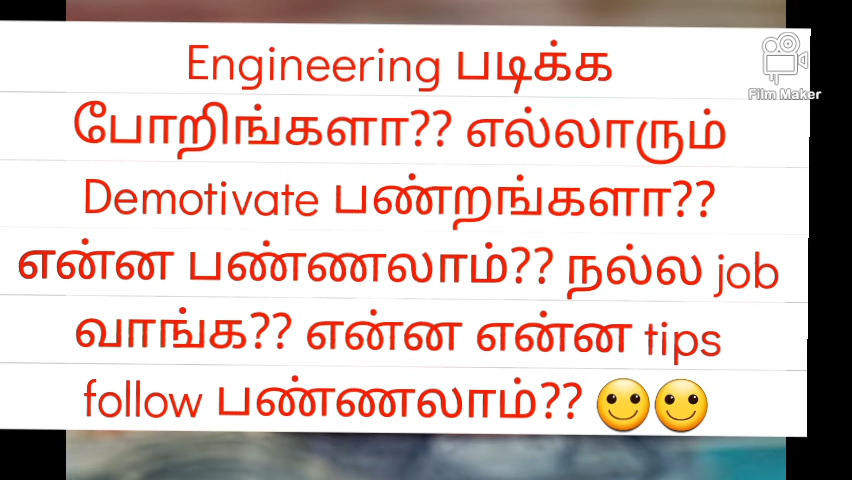 Engineering படிக்க
போறிங்களா?? எல்லாரும்
Demotivate பண்றங்களா??
என்ன பண்ணலாம்?? நல்ல job
வாங்க?? என்ன என்ன tips
follow பண்ணலாம்?? 🙂🙂
Film Maker